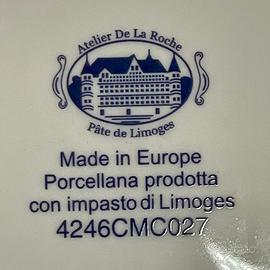 Atelier De La Roche
Pâte de Limoges
Made in Europe
Porcellana prodotta
con impasto di Limoges
4246CMC027